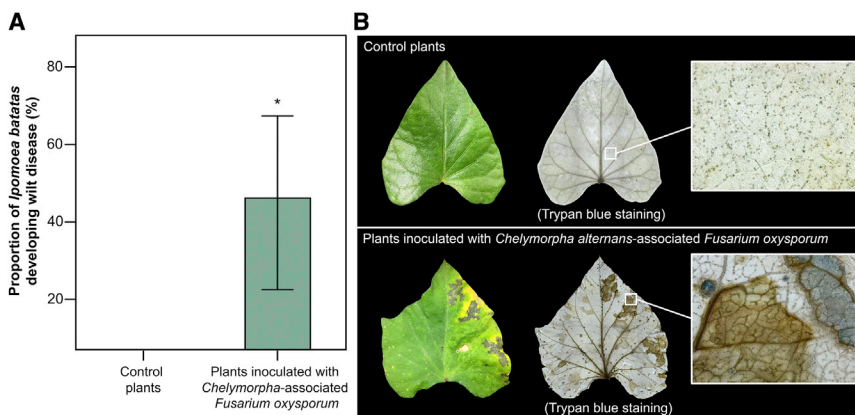 A
Proportion of Ipomoea batatas
developing wilt disease (%)
80
60
40
20
*
Control
plants
Plants inoculated with
Chelymorpha-associated
Fusarium oxysporum
B
Control plants
(Trypan blue staining)
Plants inoculated with Chelymorpha alternans-associated Fusarium oxysporum
(Trypan blue staining)